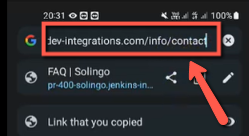 20:31 100%
dev-integrations.com/info/contact
FAQ | Solingo
pr-400-solingo.jenkins-in...
Link that you copied